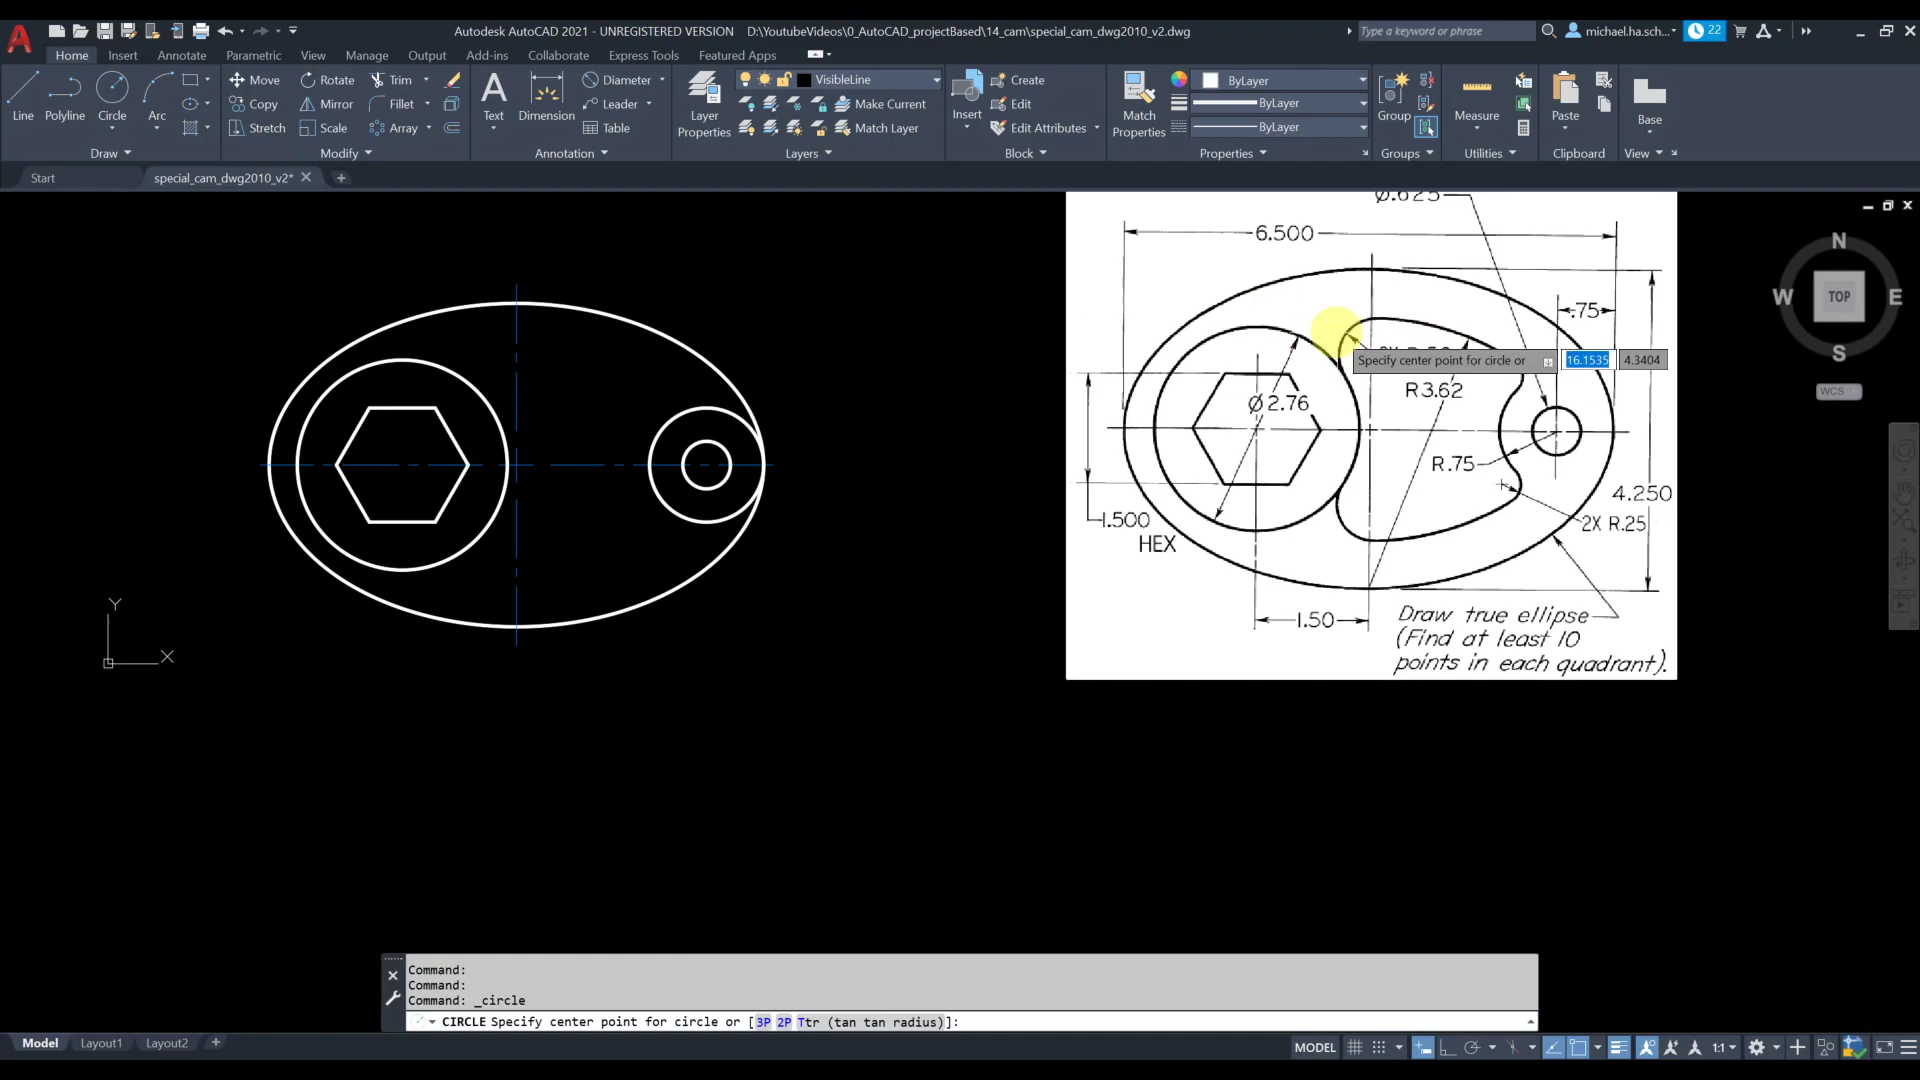 Autodesk AutoCAD 2021 - UNREGISTERED VERSION D:\YoutubeVideos\0_AutoCAD_projectBased\14_cam\special_cam_dwg2010_v2.dwg
Type a keyword or phrase
michael.ha.sch...
22
Home Insert Annotate Parametric View Manage Output Add-ins Collaborate Express Tools Featured Apps
Line Polyline Circle Arc
Move Rotate Trim
Copy Mirror Fillet
Stretch Scale Array
Text Dimension
Diameter
Leader
Table
Layer Properties
VisibleLine
Make Current
Match Layer
Insert
Create
Edit
Edit Attributes
Match Properties
ByLayer
ByLayer
ByLayer
Group
Measure
Paste
Base
Draw Modify Annotation Layers Block Properties Groups Utilities Clipboard View
Start special_cam_dwg2010_v2*
Ø.625
6.500
.75
Specify center point for circle or 16.1535 4.3404
R3.62
Ø 2.76
R.75
4.250
1.500
HEX
2X R.25
1.50
Draw true ellipse
(Find at least 10
points in each quadrant).
N
W TOP E
S
WCS
Y
X
Command:
Command:
Command: _circle
CIRCLE Specify center point for circle or [3P 2P Ttr (tan tan radius)]:
Model Layout1 Layout2
MODEL 1:1